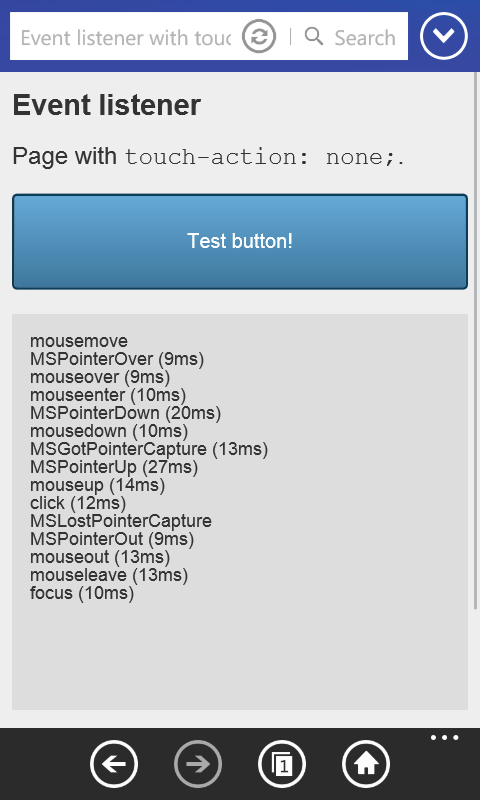 Event listener with touc Search
Event listener
Page with touch-action: none;.
Test button!
mousemove
MSPointerOver (9ms)
mouseover (9ms)
mouseenter (10ms)
MSPointerDown (20ms)
mousedown (10ms)
MSGotPointerCapture (13ms)
MSPointerUp (27ms)
mouseup (14ms)
click (12ms)
MSLostPointerCapture
MSPointerOut (9ms)
mouseout (13ms)
mouseleave (13ms)
focus (10ms)
1